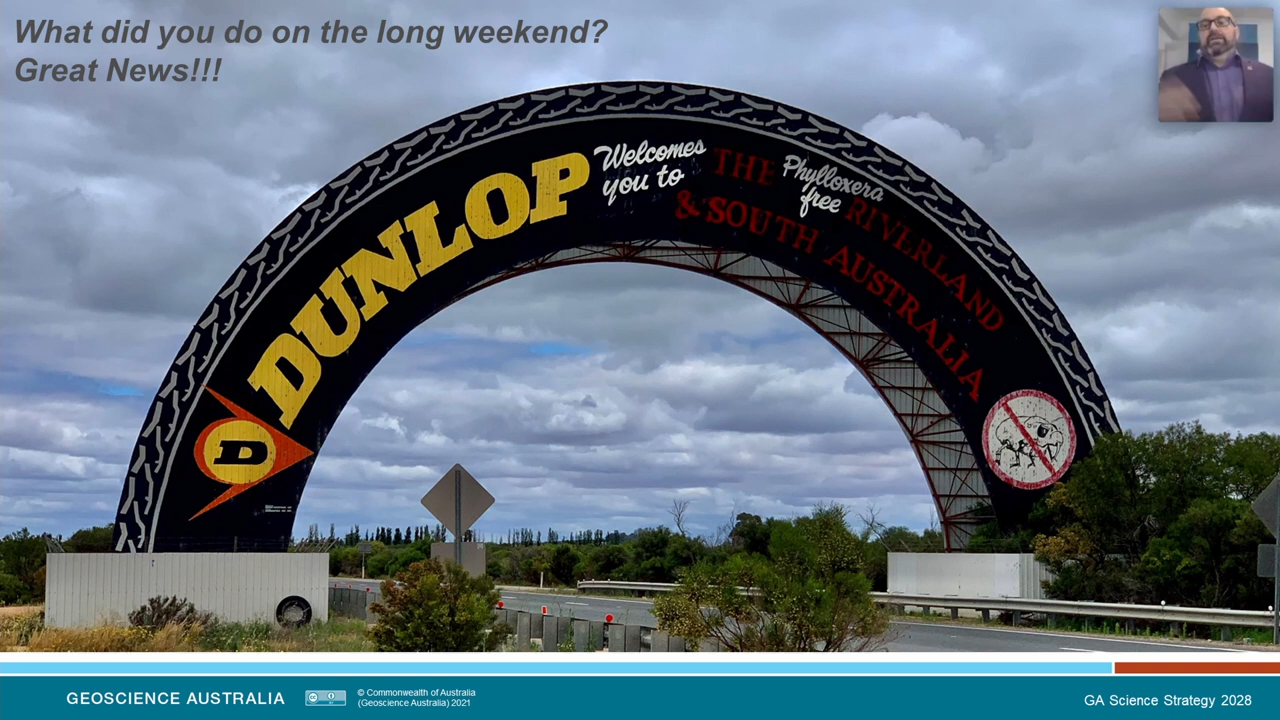 What did you do on the long weekend?
Great News!!!
DUNLOP
Welcomes
you to
THE
Phylloxera
free
RIVERLAND
& SOUTH AUSTRALIA
D
GEOSCIENCE AUSTRALIA
© Commonwealth of Australia
(Geoscience Australia) 2021
GA Science Strategy 2028